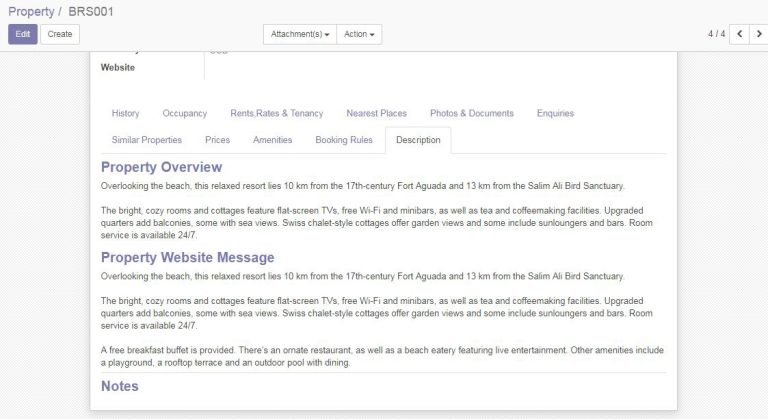 Property / BRS001
Edit Create Attachment(s) Action 4 / 4
Website
History Occupancy Rents,Rates & Tenancy Nearest Places Photos & Documents Enquiries
Similar Properties Prices Amenities Booking Rules Description
Property Overview
Overlooking the beach, this relaxed resort lies 10 km from the 17th-century Fort Aguada and 13 km from the Salim Ali Bird Sanctuary.
The bright, cozy rooms and cottages feature flat-screen TVs, free Wi-Fi and minibars, as well as tea and coffeemaking facilities. Upgraded
quarters add balconies, some with sea views. Swiss chalet-style cottages offer garden views and some include sunloungers and bars. Room
service is available 24/7.
Property Website Message
Overlooking the beach, this relaxed resort lies 10 km from the 17th-century Fort Aguada and 13 km from the Salim Ali Bird Sanctuary.
The bright, cozy rooms and cottages feature flat-screen TVs, free Wi-Fi and minibars, as well as tea and coffeemaking facilities. Upgraded
quarters add balconies, some with sea views. Swiss chalet-style cottages offer garden views and some include sunloungers and bars. Room
service is available 24/7.
A free breakfast buffet is provided. There's an ornate restaurant, as well as a beach eatery featuring live entertainment. Other amenities include
a playground, a rooftop terrace and an outdoor pool with dining.
Notes